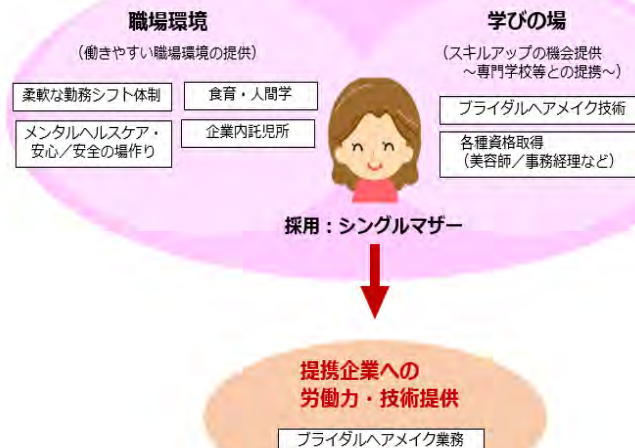 職場環境
（働きやすい職場環境の提供）
柔軟な勤務シフト体制
食育・人間学
メンタルヘルスケア・
安心／安全の場作り
企業内託児所
学びの場
（スキルアップの機会提供
～専門学校等との提携～）
ブライダルヘアメイク技術
各種資格取得
（美容師／事務経理など）
採用：シングルマザー
提携企業への
労働力・技術提供
ブライダルヘアメイク業務